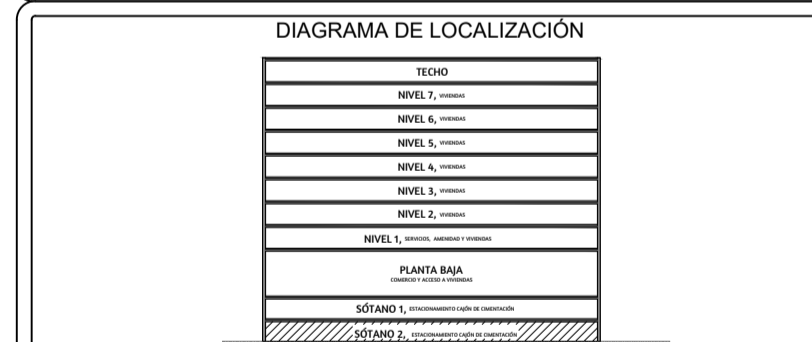 DIAGRAMA DE LOCALIZACIÓN
TECHO
NIVEL 7, VIVIENDAS
NIVEL 6, VIVIENDAS
NIVEL 5, VIVIENDAS
NIVEL 4, VIVIENDAS
NIVEL 3, VIVIENDAS
NIVEL 2, VIVIENDAS
NIVEL 1, SERVICIOS, AMENIDAD Y VIVIENDAS
PLANTA BAJA
COMERCIO Y ACCESO A VIVIENDAS
SÓTANO 1, ESTACIONAMIENTO CAJÓN DE CIMENTACIÓN
SÓTANO 2, ESTACIONAMIENTO CAJÓN DE CIMENTACIÓN